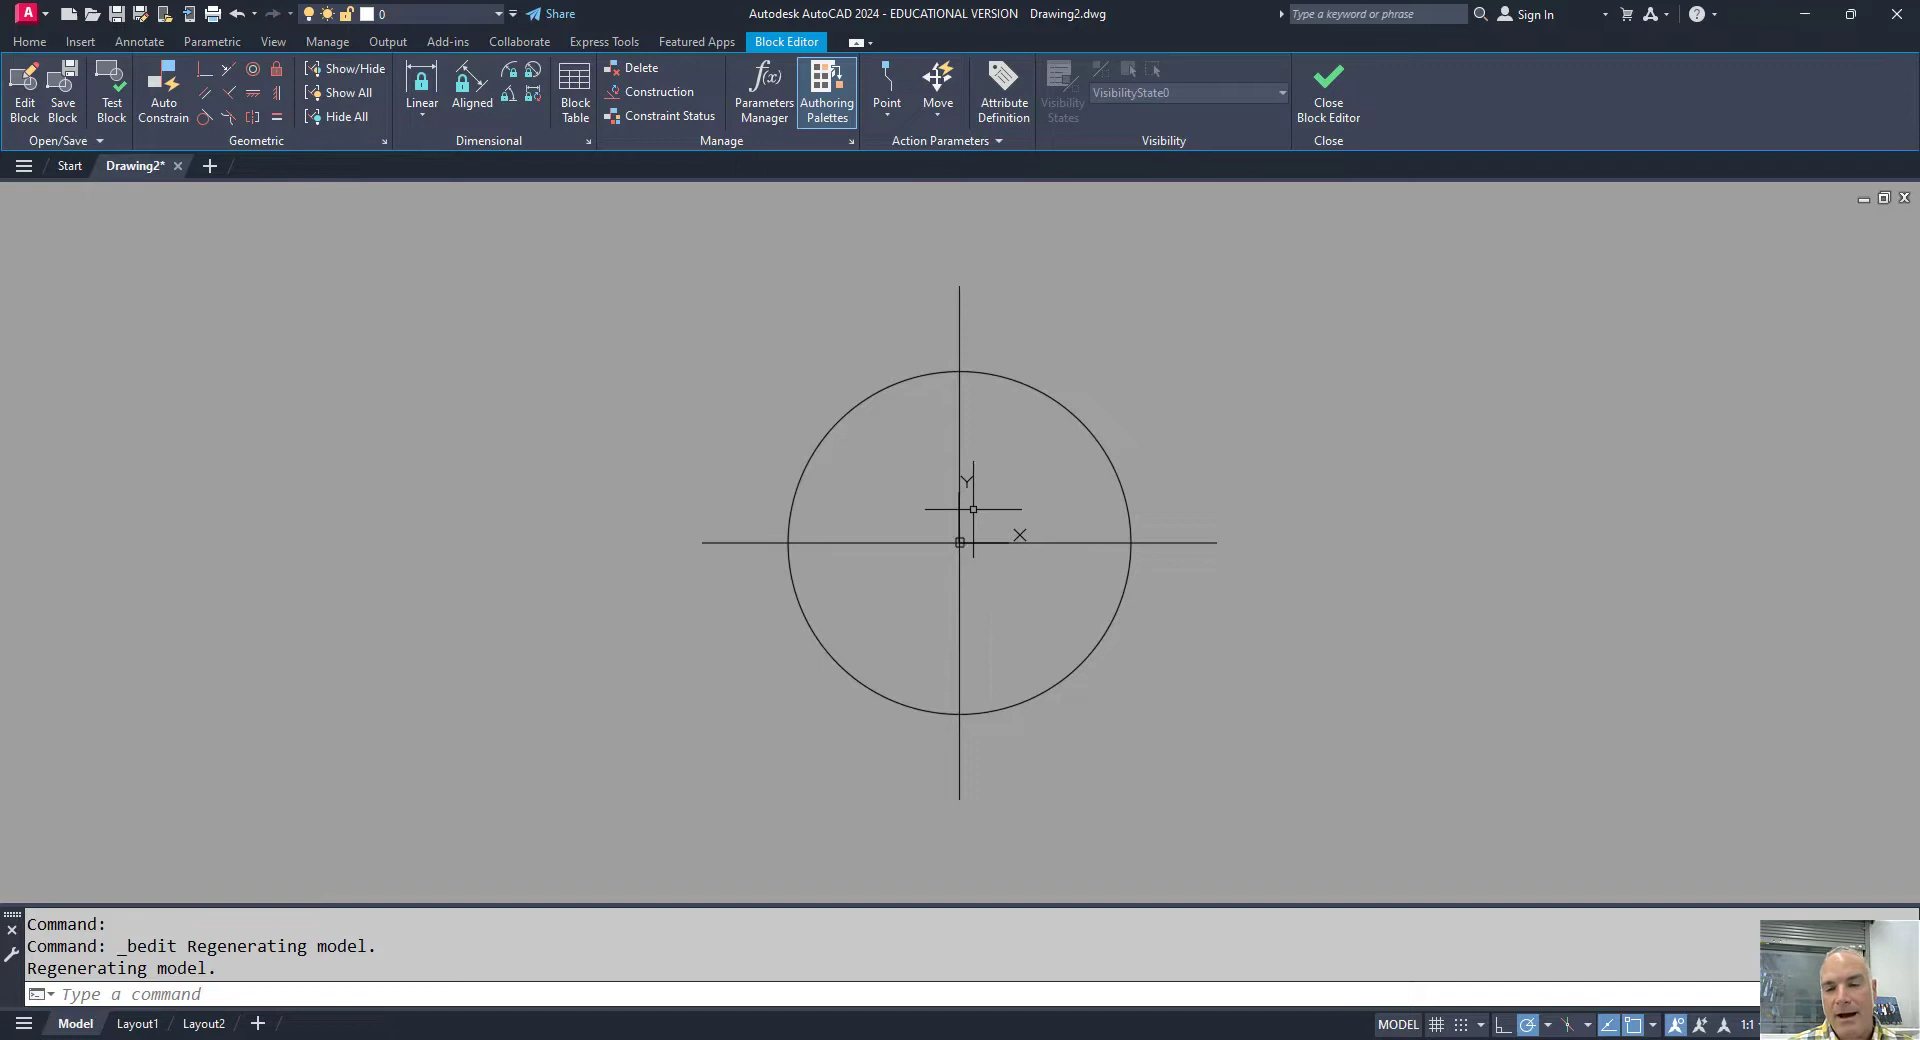 A 0 Share Autodesk AutoCAD 2024 - EDUCATIONAL VERSION Drawing2.dwg Type a keyword or phrase Sign In
Home Insert Annotate Parametric View Manage Output Add-ins Collaborate Express Tools Featured Apps Block Editor
Edit Block
Save Block
Test Block
Open/Save
Auto Constrain
Show/Hide
Show All
Hide All
Geometric
Linear
Aligned
Dimensional
Block Table
Delete
Construction
Constraint Status
Manage
f(x) Parameters Manager
Authoring Palettes
Point
Move
Action Parameters
Attribute Definition
Visibility States
VisibilityState0
Visibility
Close Block Editor
Close
Start Drawing2*
Y
X
Command:
Command: _bedit Regenerating model.
Regenerating model.
Type a command
Model Layout1 Layout2 MODEL 1:1